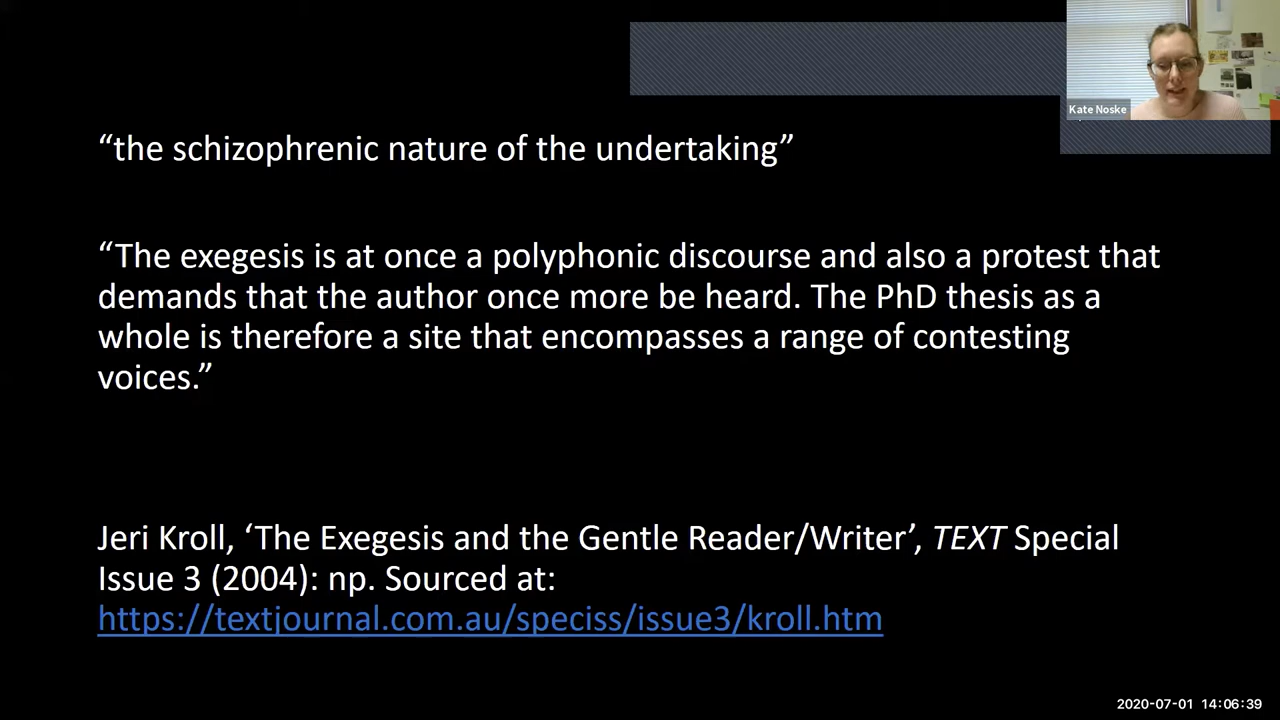 Kate Noske
“the schizophrenic nature of the undertaking”
“The exegesis is at once a polyphonic discourse and also a protest that
demands that the author once more be heard. The PhD thesis as a
whole is therefore a site that encompasses a range of contesting
voices.”
Jeri Kroll, ‘The Exegesis and the Gentle Reader/Writer’, TEXT Special
Issue 3 (2004): np. Sourced at:
https://textjournal.com.au/speciss/issue3/kroll.htm
2020-07-01 14:06:39